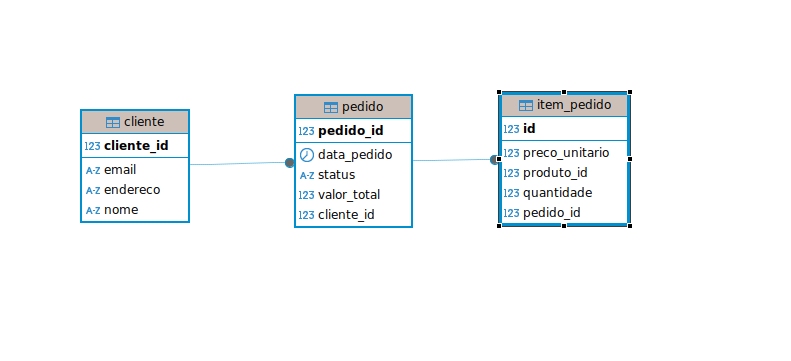 cliente
123 cliente_id
A-Z email
A-Z endereco
A-Z nome
pedido
123 pedido_id
data_pedido
A-Z status
123 valor_total
123 cliente_id
item_pedido
123 id
123 preco_unitario
123 produto_id
123 quantidade
123 pedido_id